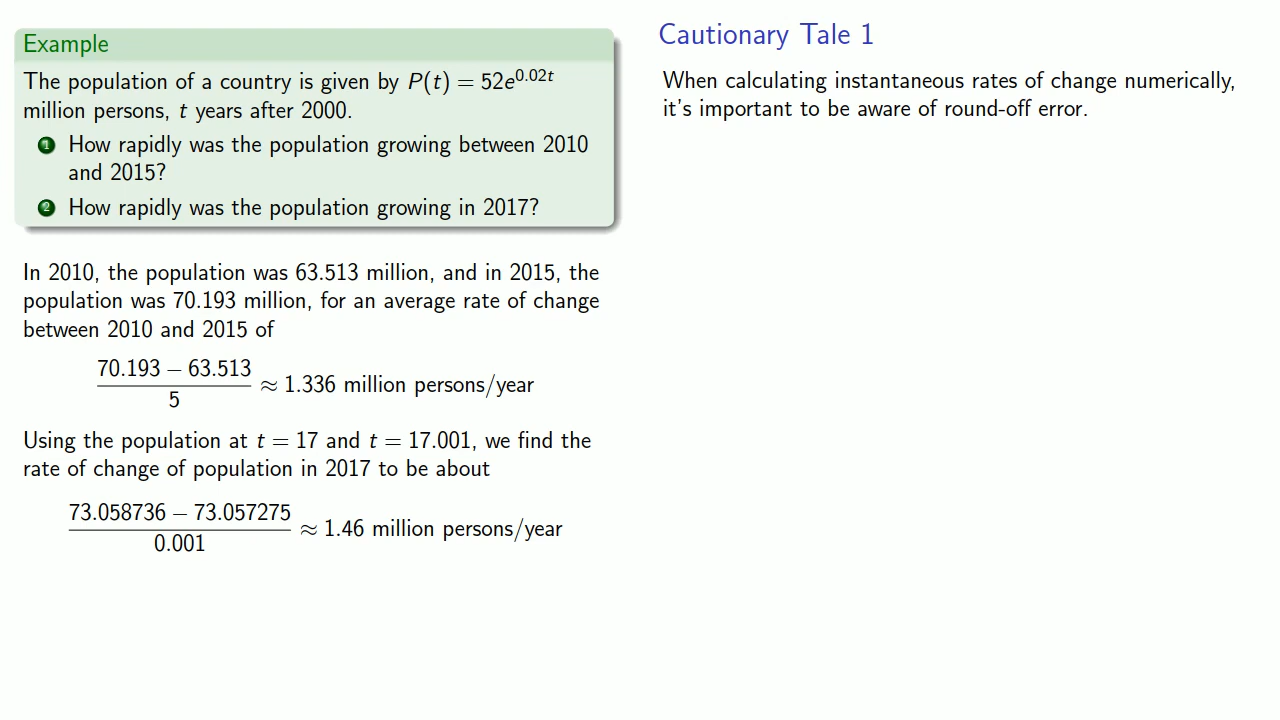 Example
The population of a country is given by P(t) = 52e^{0.02t}
million persons, t years after 2000.
1 How rapidly was the population growing between 2010
and 2015?
2 How rapidly was the population growing in 2017?
In 2010, the population was 63.513 million, and in 2015, the
population was 70.193 million, for an average rate of change
between 2010 and 2015 of
70.193 − 63.513
5
≈ 1.336 million persons/year
Using the population at t = 17 and t = 17.001, we find the
rate of change of population in 2017 to be about
73.058736 − 73.057275
0.001
≈ 1.46 million persons/year
Cautionary Tale 1
When calculating instantaneous rates of change numerically,
it's important to be aware of round-off error.